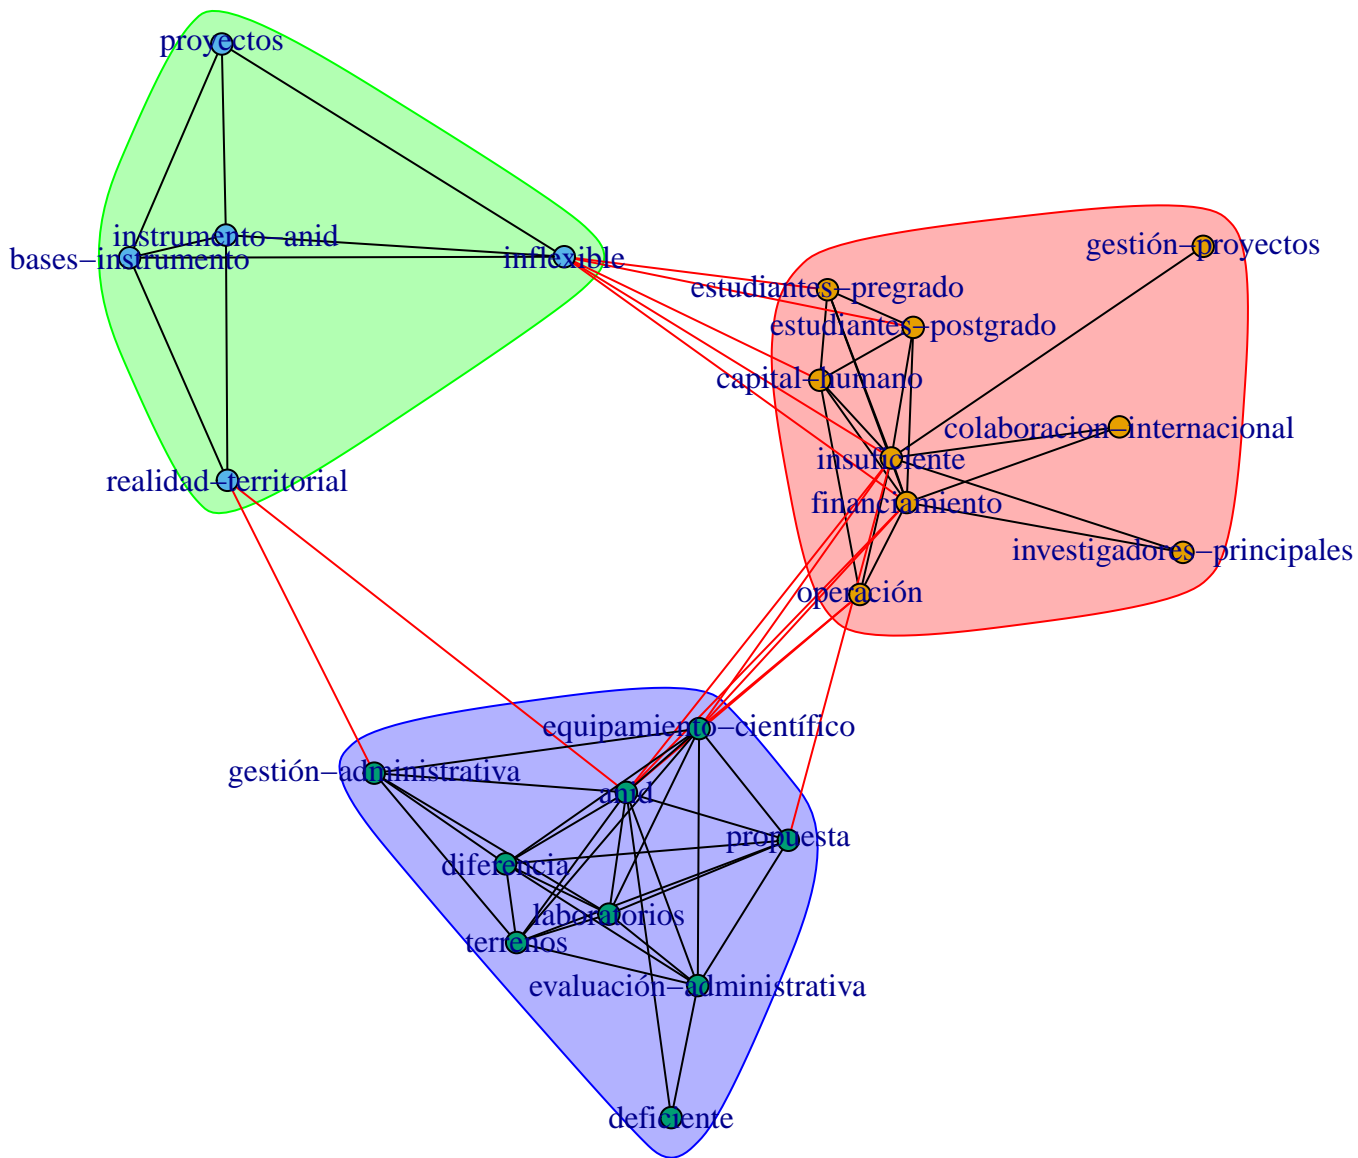 proyectos
instrumento−anid
bases−instrumento
inflexible
realidad−territorial
gestión−proyectos
estudiantes−pregrado
estudiantes−postgrado
capital−humano
colaboracion−internacional
insuficiente
financiamiento
investigadores−principales
operación
equipamiento−científico
gestión−administrativa
anid
propuesta
diferencia
laboratorios
terrenos
evaluación−administrativa
deficiente